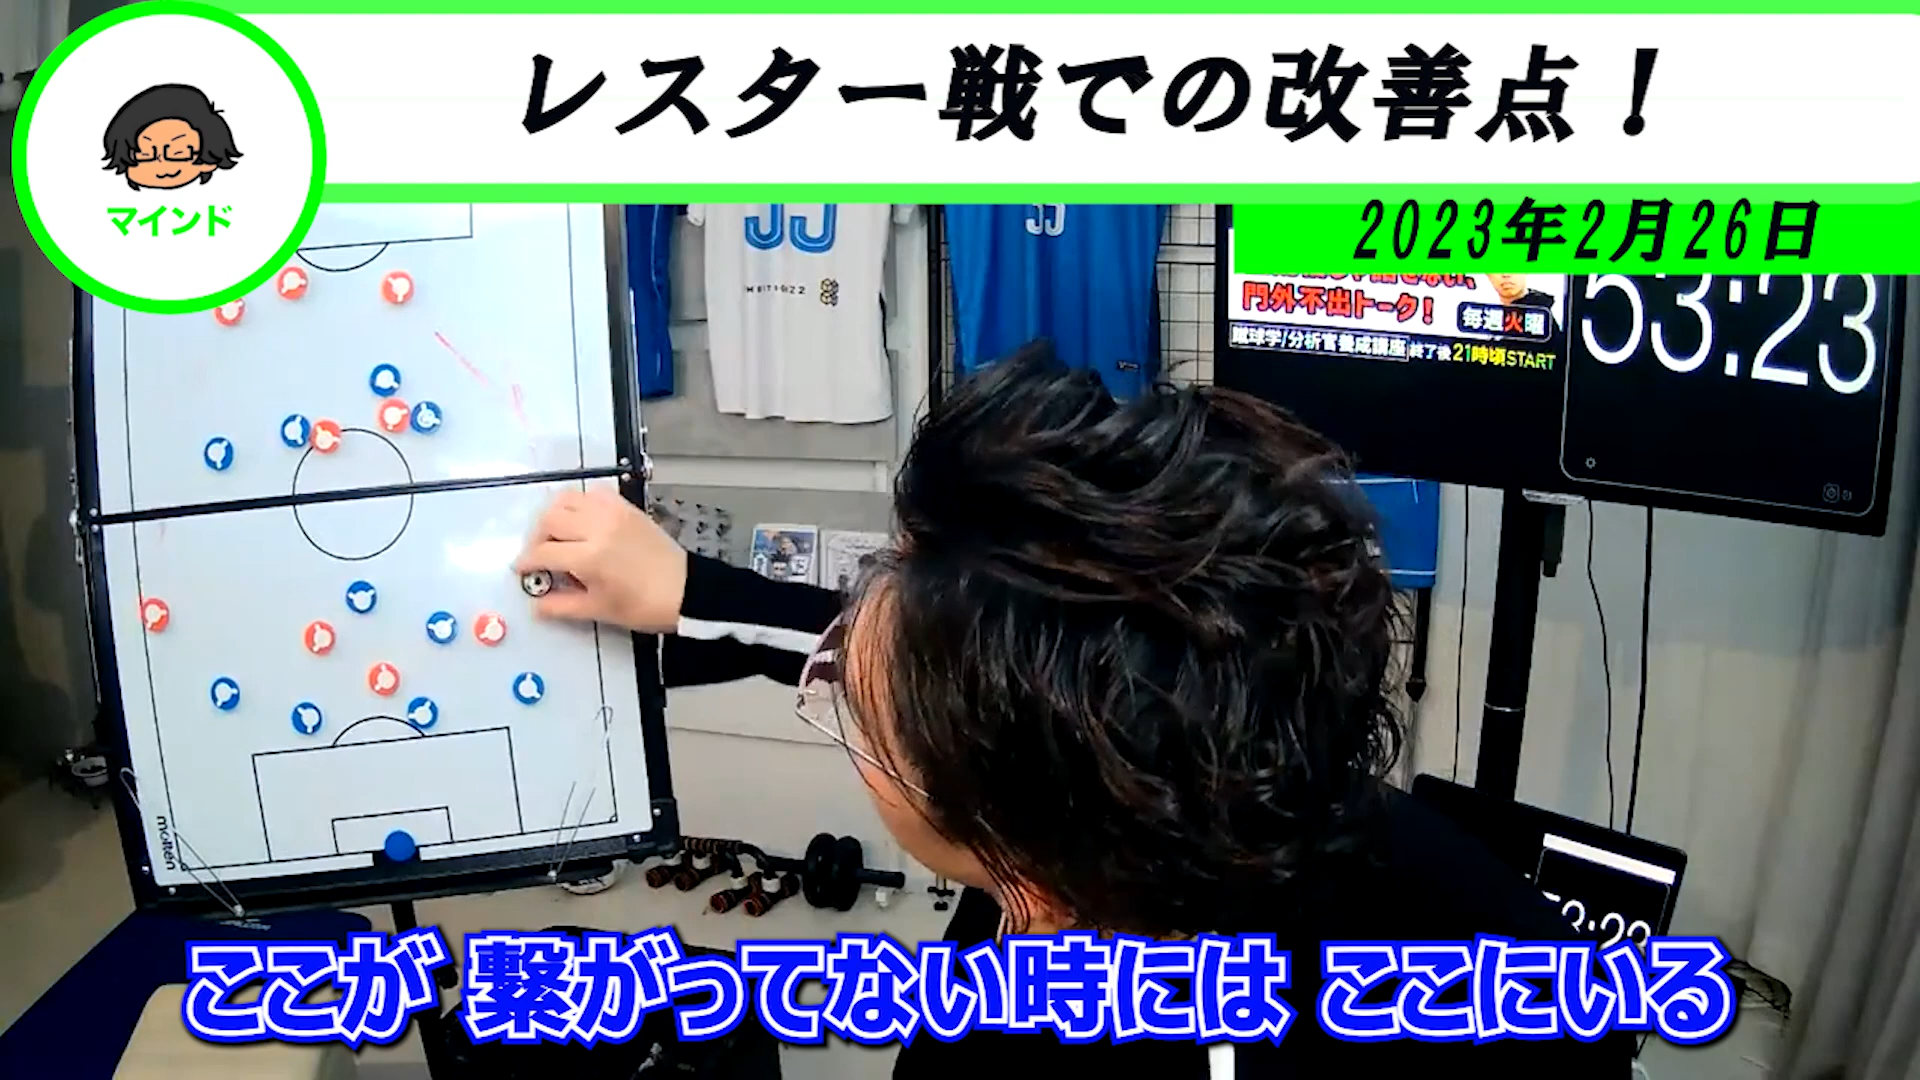 レスター戦での改善点！
マインド
2023年2月26日
門外不出トーク！
毎週火曜
蹴球学/分析官養成講座 終了後21時頃START
53:23
molten
ここが 繋がってない時には ここにいる